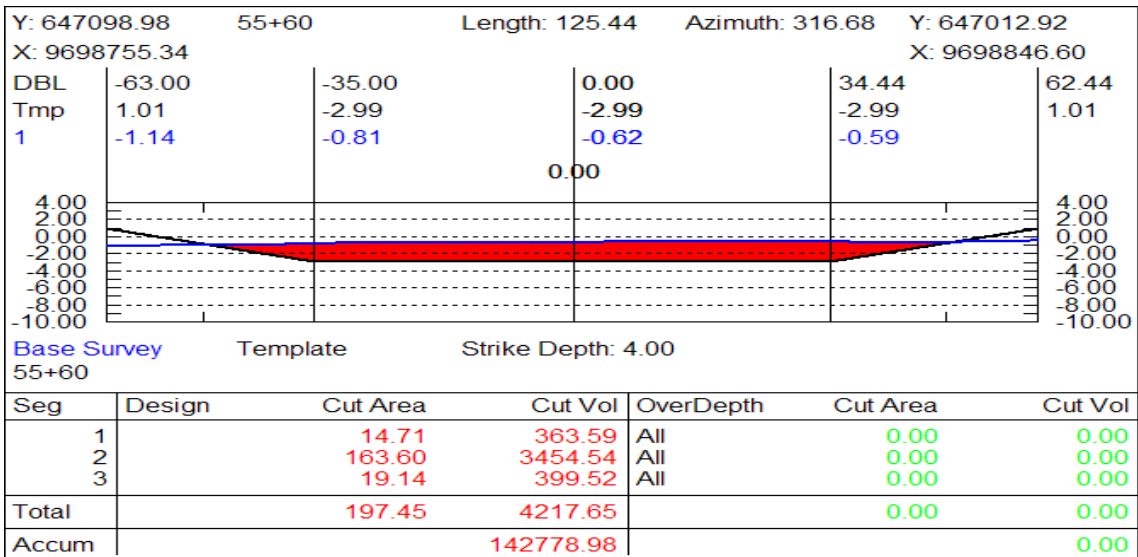 Y: 647098.98 55+60 Length: 125.44 Azimuth: 316.68 Y: 647012.92
X: 9698755.34 X: 9698846.60
DBL -63.00 -35.00 0.00 34.44 62.44
Tmp 1.01 -2.99 -2.99 -2.99 1.01
1 -1.14 -0.81 -0.62 -0.59
0.00
4.00 4.00
2.00 2.00
0.00 0.00
-2.00 -2.00
-4.00 -4.00
-6.00 -6.00
-8.00 -8.00
-10.00 -10.00
Base Survey Template Strike Depth: 4.00
55+60
Seg Design Cut Area Cut Vol OverDepth Cut Area Cut Vol
1 14.71 363.59 All 0.00 0.00
2 163.60 3454.54 All 0.00 0.00
3 19.14 399.52 All 0.00 0.00
Total 197.45 4217.65 0.00 0.00
Accum 142778.98 0.00